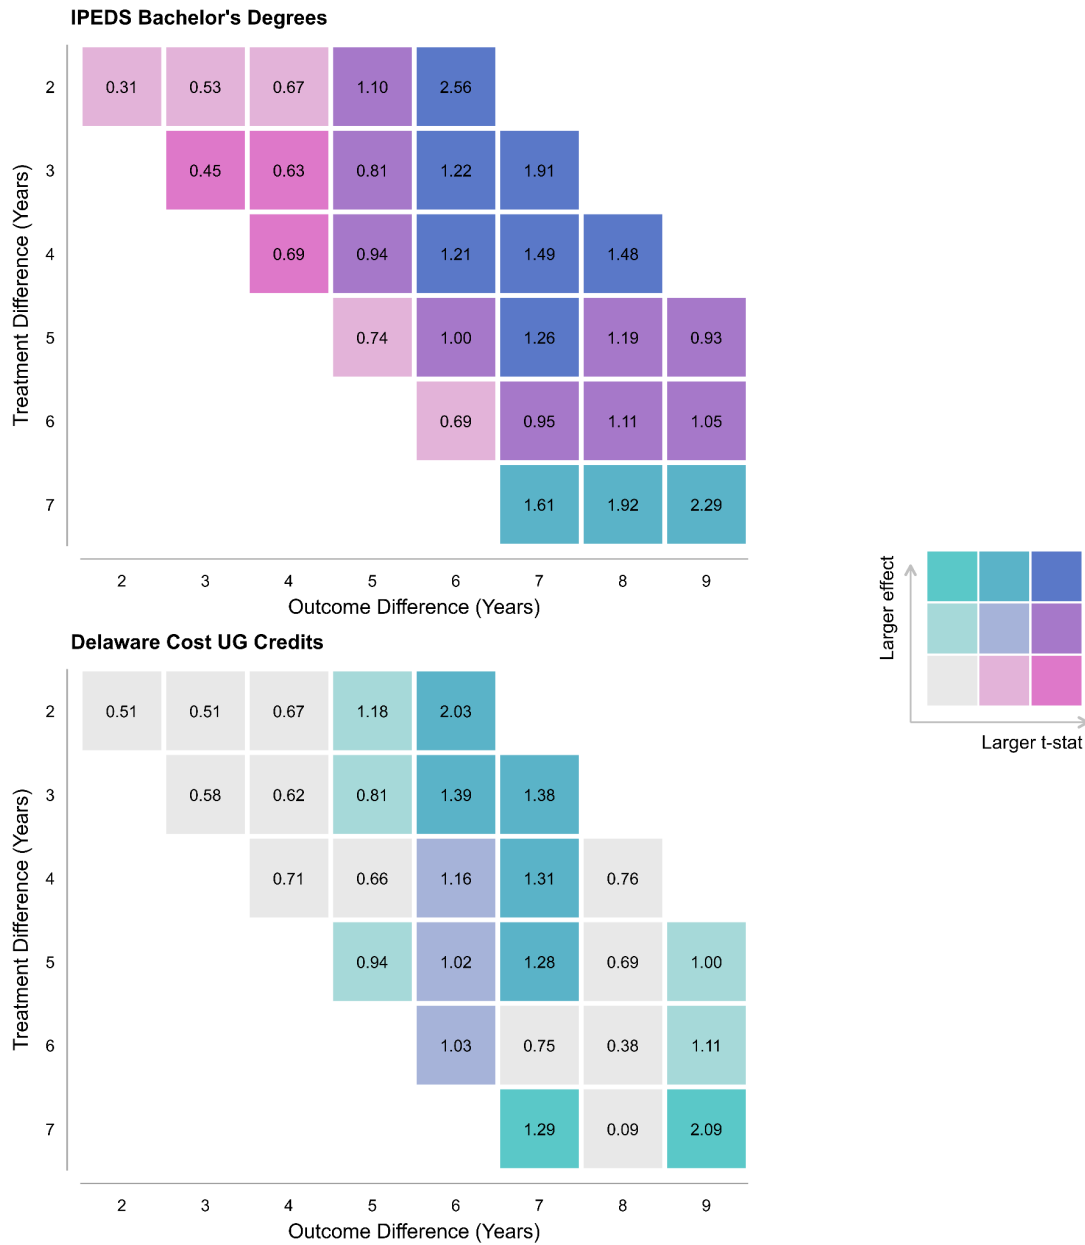 IPEDS Bachelor's Degrees
2 0.31 0.53 0.67 1.10 2.56
3 0.45 0.63 0.81 1.22 1.91
4 0.69 0.94 1.21 1.49 1.48
5 0.74 1.00 1.26 1.19 0.93
6 0.69 0.95 1.11 1.05
7 1.61 1.92 2.29
Treatment Difference (Years)
2 3 4 5 6 7 8 9
Outcome Difference (Years)
Larger effect
Larger t-stat
Delaware Cost UG Credits
2 0.51 0.51 0.67 1.18 2.03
3 0.58 0.62 0.81 1.39 1.38
4 0.71 0.66 1.16 1.31 0.76
5 0.94 1.02 1.28 0.69 1.00
6 1.03 0.75 0.38 1.11
7 1.29 0.09 2.09
Treatment Difference (Years)
2 3 4 5 6 7 8 9
Outcome Difference (Years)